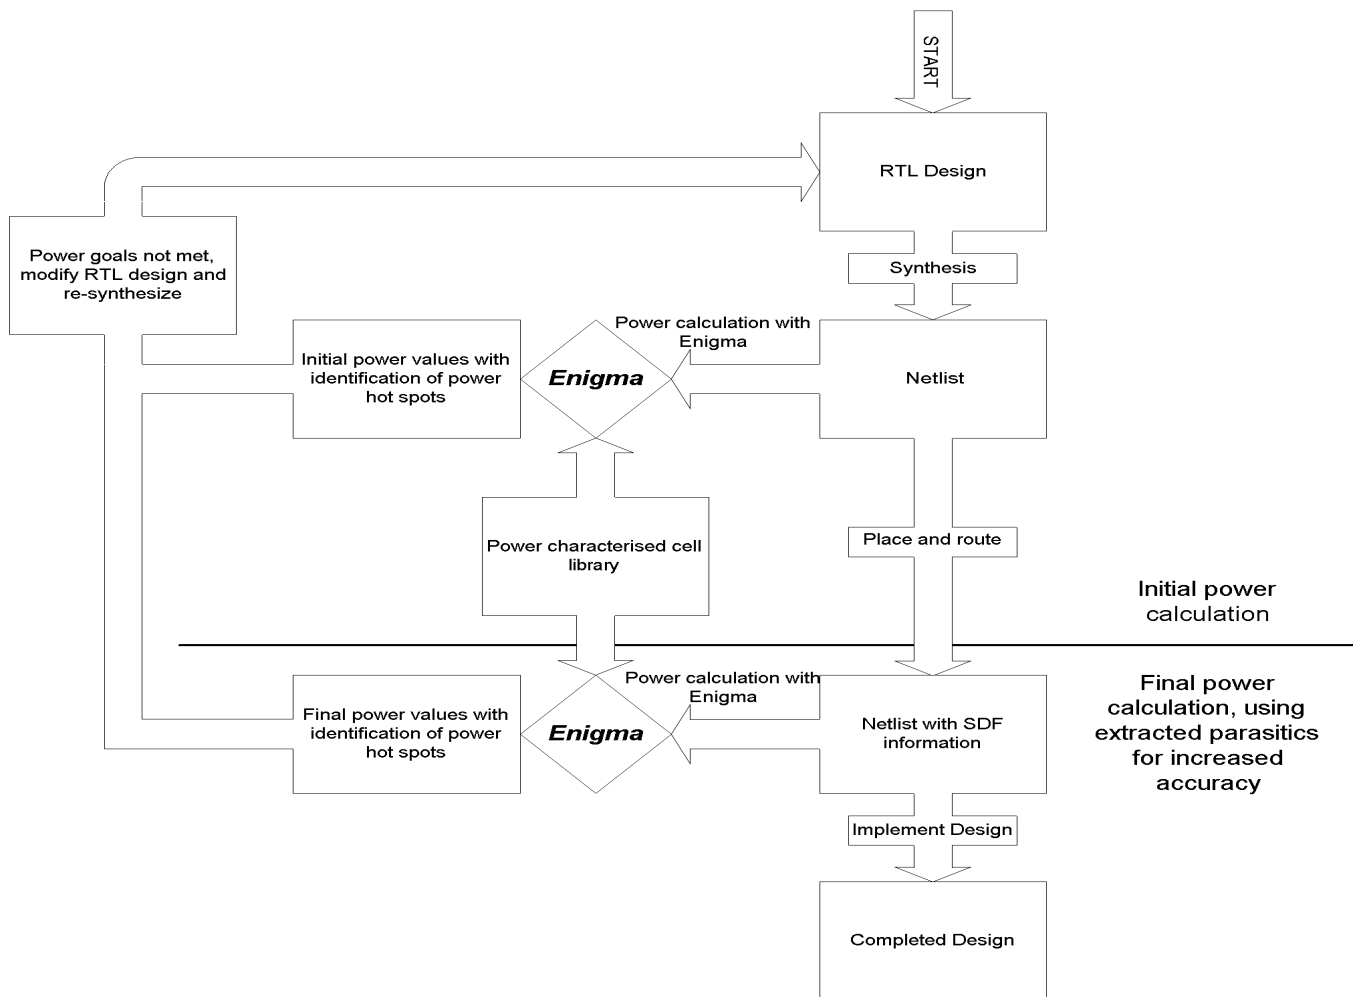 START
RTL Design
Power goals not met,
modify RTL design and
re-synthesize
Synthesis
Power calculation with
Enigma
Initial power values with
identification of power
hot spots
Enigma
Netlist
Power characterised cell
library
Place and route
Initial power
calculation
Power calculation with
Enigma
Final power values with
identification of power
hot spots
Enigma
Netlist with SDF
information
Final power
calculation, using
extracted parasitics
for increased
accuracy
Implement Design
Completed Design